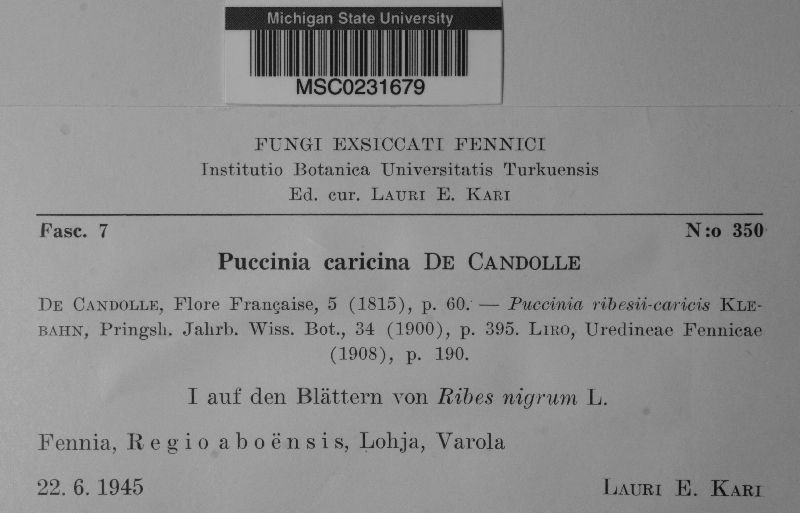 Michigan State University
MSC0231679
FUNGI EXSICCATI FENNICI
Institutio Botanica Universitatis Turkuensis
Ed. cur. LAURI E. KARI
Fasc. 7 N:o 350
Puccinia caricina DE CANDOLLE
DE CANDOLLE, Flore Française, 5 (1815), p. 60. — Puccinia ribesii-caricis KLE-
BAHN, Pringsh. Jahrb. Wiss. Bot., 34 (1900), p. 395. LIRO, Uredineae Fennicae
(1908), p. 190.
I auf den Blättern von Ribes nigrum L.
Fennia, Regio aboënsis, Lohja, Varola
22. 6. 1945 LAURI E. KARI